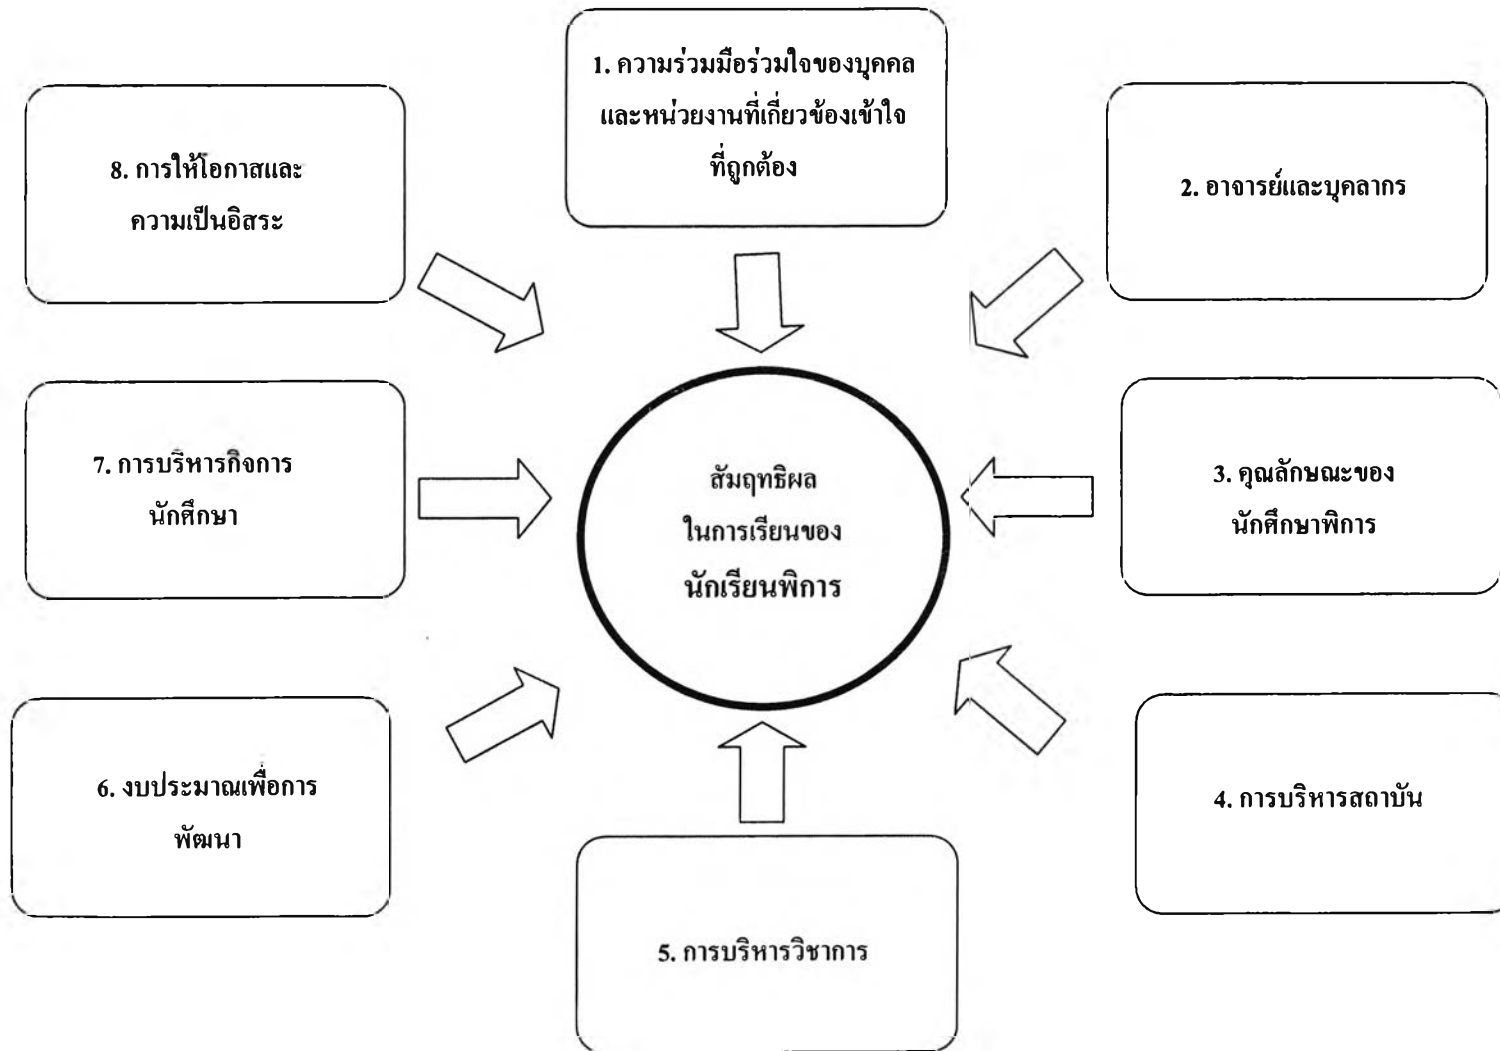 1. ความร่วมมือร่วมใจของบุคคล
และหน่วยงานที่เกี่ยวข้องเข้าใจ
ที่ถูกต้อง
2. อาจารย์และบุคลากร
3. คุณลักษณะของ
นักศึกษาพิการ
4. การบริหารสถาบัน
5. การบริหารวิชาการ
6. งบประมาณเพื่อการ
พัฒนา
7. การบริหารกิจการ
นักศึกษา
8. การให้โอกาสและ
ความเป็นอิสระ
สัมฤทธิผล
ในการเรียนของ
นักเรียนพิการ